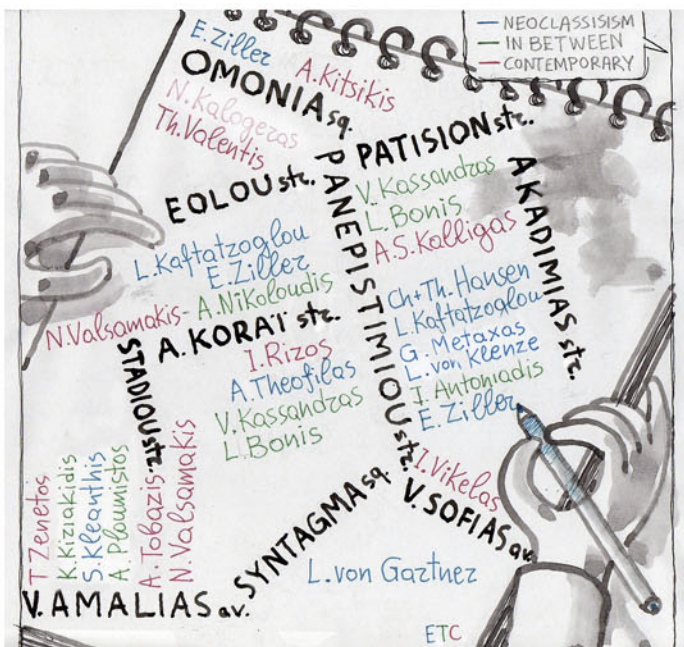 NEOCLASSISISM
IN BETWEEN
CONTEMPORARY
E.Ziller
OMONIA sq.
A.Kitsikis
N.Kalogeras
Th.Valentis
PATISION str.
EOLOU str.
PANEPISTIMIOU str.
AKADIMIAS str.
V.Kassandras
L.Bonis
A.S.Kalligas
L.Kaftatzoglou
E.Ziller
N.Valsamakis - A.Nikoloudis
A.KORAI str.
STADIOU str.
Ch+Th.Hansen
L.Kaftatzoglou
G.Metaxas
L.von Klenze
I.Antoniadis
E.Ziller
I.Rizos
A.Theofilas
V.Kassandras
L.Bonis
T Zenetos
K.Kiziakidis
S.Kleanthis
A.Ploumistos
A.Tobazis
N.Valsamakis
I.Vikelas
V.SOFIAS av.
SYNTAGMA sq.
L.von Gartner
V.AMALIAS av.
ETC